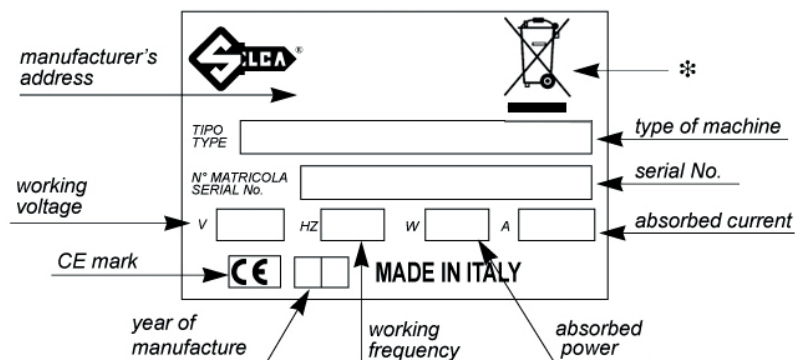 manufacturer's
address
SILCA®
✻
TIPO
TYPE
type of machine
N° MATRICOLA
SERIAL No.
serial No.
working
voltage
V
HZ
W
A
absorbed current
CE mark
CE
MADE IN ITALY
year of
manufacture
working
frequency
absorbed
power